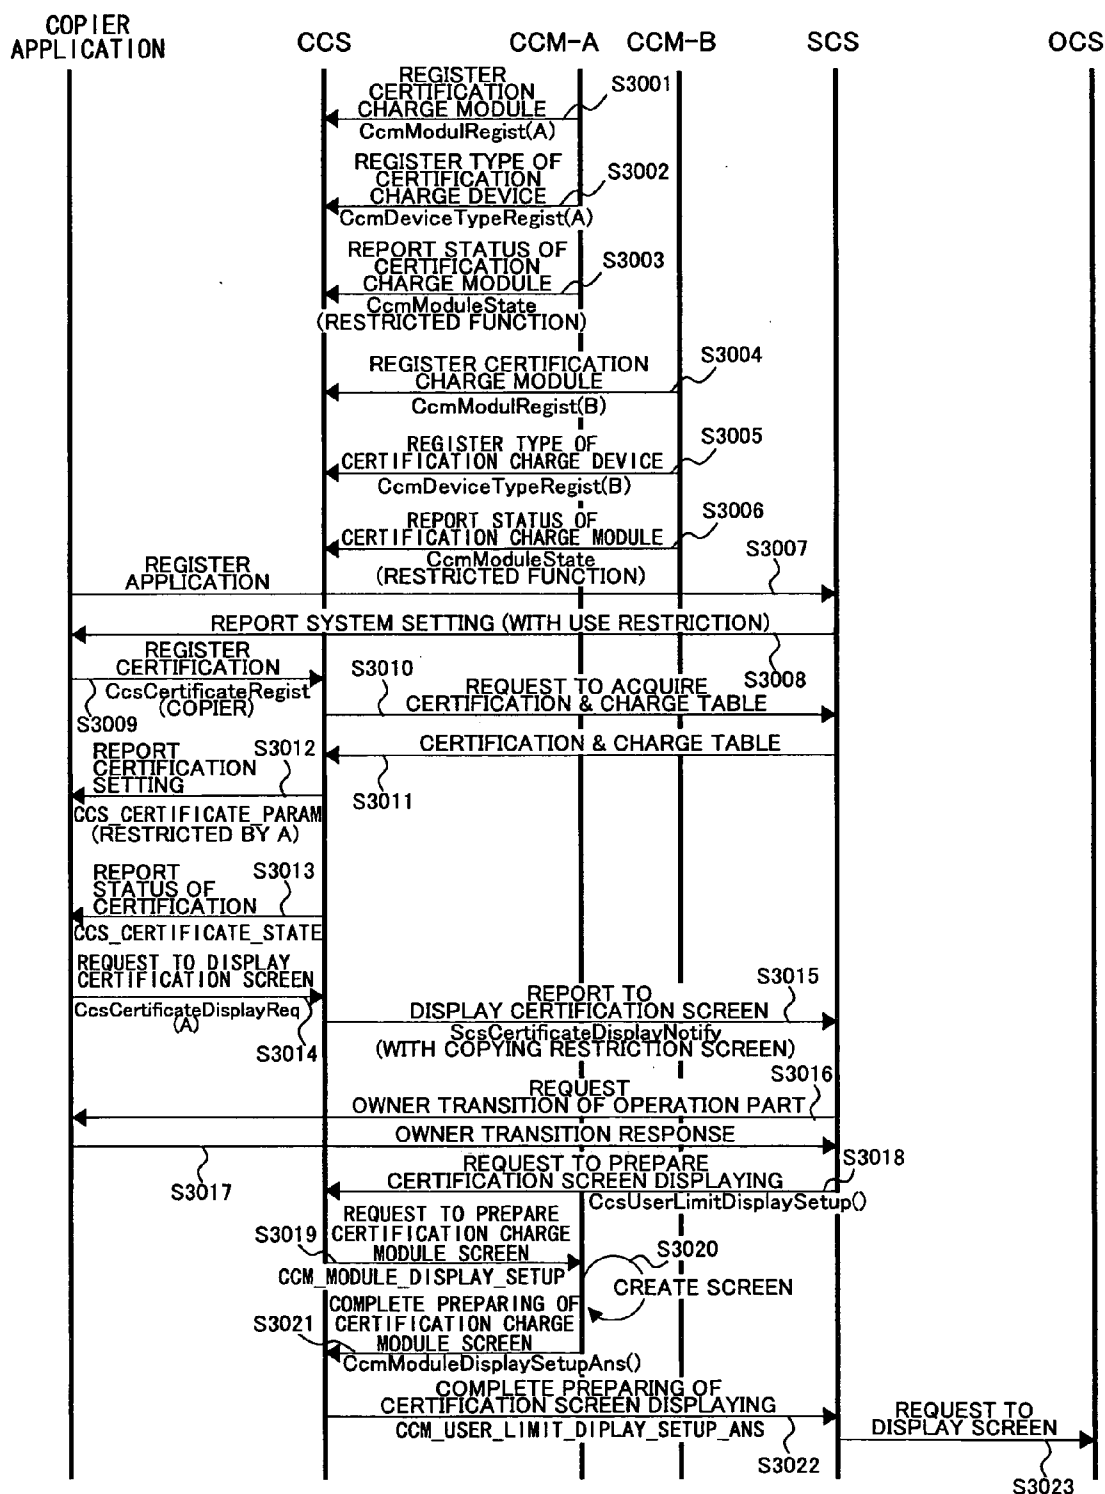 COPIER
APPLICATION
CCS
CCM-A
CCM-B
SCS
OCS
REGISTER
CERTIFICATION
CHARGE MODULE
S3001
CcmModulRegist(A)
REGISTER TYPE OF
CERTIFICATION
CHARGE DEVICE
S3002
CcmDeviceTypeRegist(A)
REPORT STATUS OF
CERTIFICATION
CHARGE MODULE
S3003
CcmModuleState
(RESTRICTED FUNCTION)
REGISTER CERTIFICATION
CHARGE MODULE
S3004
CcmModulRegist(B)
REGISTER TYPE OF
CERTIFICATION CHARGE DEVICE
S3005
CcmDeviceTypeRegist(B)
REPORT STATUS OF
CERTIFICATION CHARGE MODULE
S3006
CcmModuleState
(RESTRICTED FUNCTION)
REGISTER
APPLICATION
S3007
REPORT SYSTEM SETTING (WITH USE RESTRICTION)
S3008
REGISTER
CERTIFICATION
CcsCertificateRegist
(COPIER)
S3009
S3010
REQUEST TO ACQUIRE
CERTIFICATION & CHARGE TABLE
CERTIFICATION & CHARGE TABLE
S3011
REPORT
CERTIFICATION
SETTING
S3012
CCS_CERTIFICATE_PARAM
(RESTRICTED BY A)
REPORT
STATUS OF
CERTIFICATION
S3013
CCS_CERTIFICATE_STATE
REQUEST TO DISPLAY
CERTIFICATION SCREEN
CcsCertificateDisplayReq
(A)
S3014
REPORT TO
DISPLAY CERTIFICATION SCREEN
S3015
ScsCertificateDisplayNotify
(WITH COPYING RESTRICTION SCREEN)
S3016
REQUEST
OWNER TRANSITION OF OPERATION PART
OWNER TRANSITION RESPONSE
S3017
REQUEST TO PREPARE
CERTIFICATION SCREEN DISPLAYING
S3018
CcsUserLimitDisplaySetup()
REQUEST TO PREPARE
CERTIFICATION CHARGE
MODULE SCREEN
S3019
CCM_MODULE_DISPLAY_SETUP
S3020
CREATE SCREEN
COMPLETE PREPARING OF
CERTIFICATION CHARGE
MODULE SCREEN
S3021
CcmModuleDisplaySetupAns()
COMPLETE PREPARING OF
CERTIFICATION SCREEN DISPLAYING
CCM_USER_LIMIT_DIPLAY_SETUP_ANS
S3022
REQUEST TO
DISPLAY SCREEN
S3023